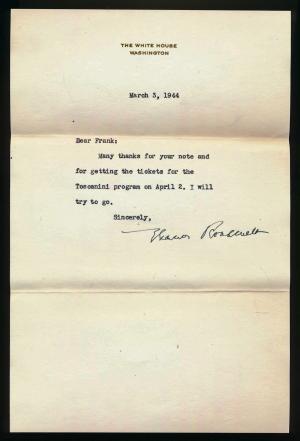 THE WHITE HOUSE
WASHINGTON
March 3, 1944
Dear Frank:
Many thanks for your note and
for getting the tickets for the
Toscanini program on April 2. I will
try to go.
Sincerely,
Eleanor Roosevelt